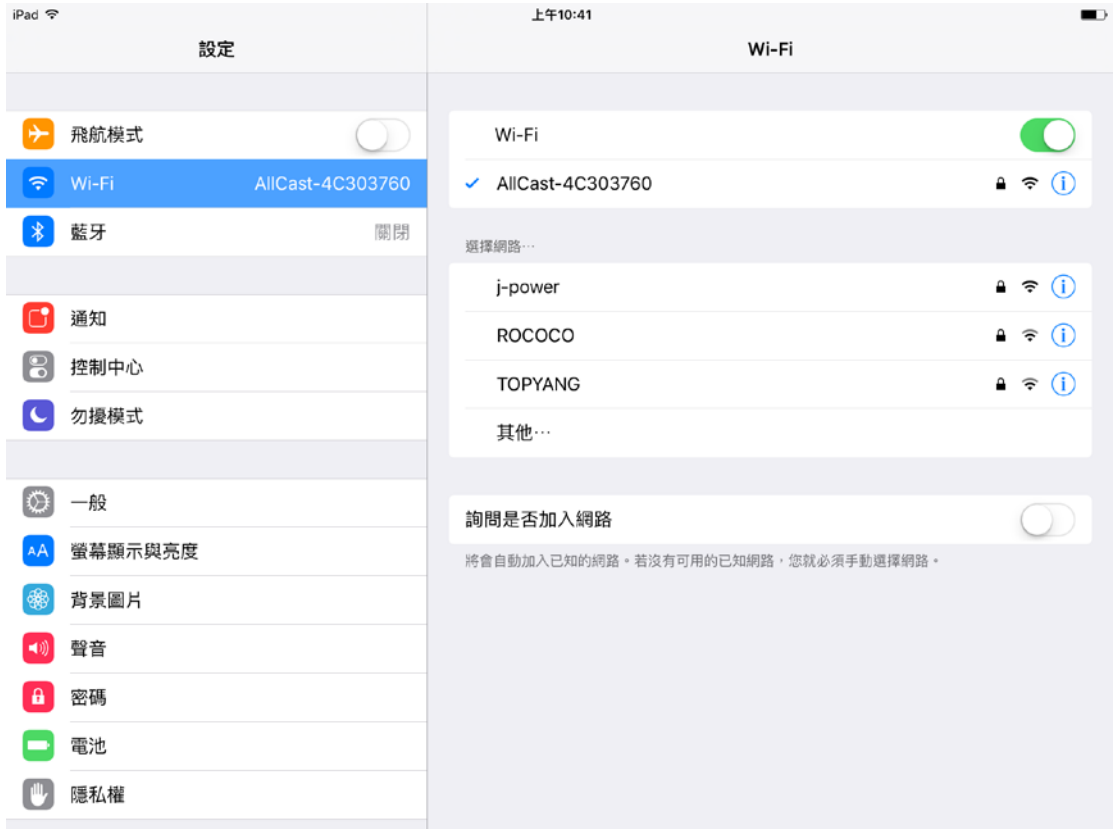 iPad
上午10:41
設定
飛航模式
Wi-Fi AllCast-4C303760
藍牙 關閉
通知
控制中心
勿擾模式
一般
AA 螢幕顯示與亮度
背景圖片
聲音
密碼
電池
隱私權
Wi-Fi
Wi-Fi
AllCast-4C303760
選擇網路⋯
j-power
ROCOCO
TOPYANG
其他⋯
詢問是否加入網路
將會自動加入已知的網路。若沒有可用的已知網路，您就必須手動選擇網路。